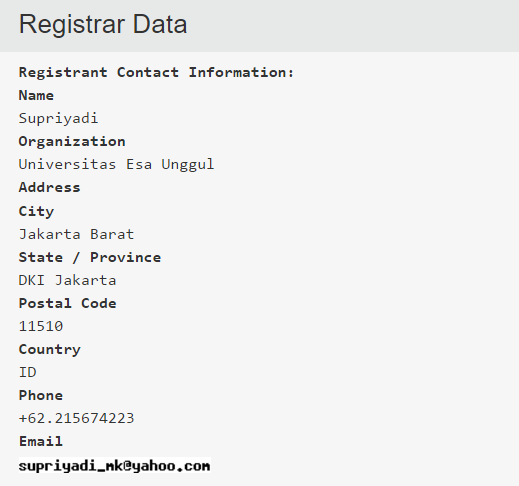 Registrar Data
Registrant Contact Information:
Name
Supriyadi
Organization
Universitas Esa Unggul
Address
City
Jakarta Barat
State / Province
DKI Jakarta
Postal Code
11510
Country
ID
Phone
+62.215674223
Email
supriyadi_mk@yahoo.com